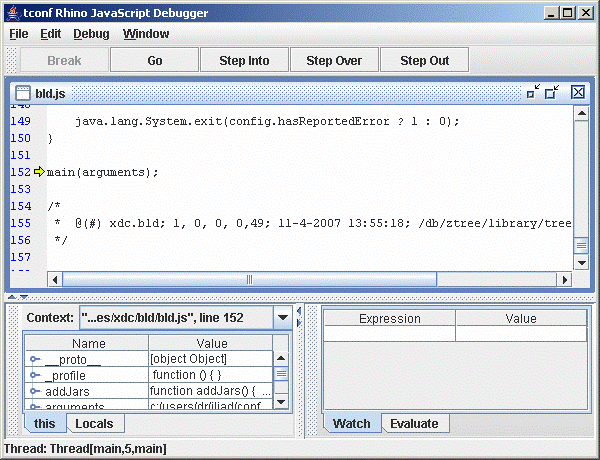 tconf Rhino JavaScript Debugger
File Edit Debug Window
Break Go Step Into Step Over Step Out
bld.js
149 java.lang.System.exit(config.hasReportedError ? 1 : 0);
150 }
151
152 main(arguments);
153
154 /*
155 * @(#) xdc.bld; 1, 0, 0, 0,49; 11-4-2007 13:55:18; /db/ztree/library/tree
156 */
157
Context: "...es/xdc/bld/bld.js", line 152
Name Value
__proto__ [object Object]
_profile function () { }
addJars function addJars() { ...
arguments c:/users/dr/iliad/conf
this Locals
Expression Value
Watch Evaluate
Thread: Thread[main,5,main]